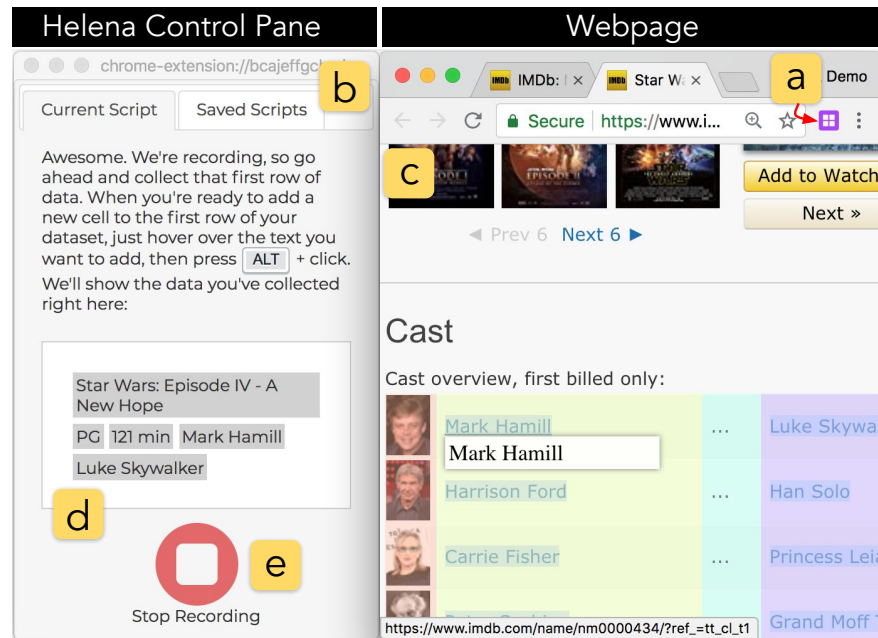 Helena Control Pane
Webpage
chrome-extension://bcajeffgc
b
Current Script
Saved Scripts
Awesome. We're recording, so go
ahead and collect that first row of
data. When you're ready to add a
new cell to the first row of your
dataset, just hover over the text you
want to add, then press ALT + click.
We'll show the data you've collected
right here:
Star Wars: Episode IV - A
New Hope
PG 121 min Mark Hamill
Luke Skywalker
d
e
Stop Recording
IMDb:
Star Wa
a
Demo
Secure https://www.i...
c
EPISODE I
EPISODE II
STAR WARS
Add to Watch
Next »
◀ Prev 6 Next 6 ▶
Cast
Cast overview, first billed only:
Mark Hamill ... Luke Skywa
Mark Hamill
Harrison Ford ... Han Solo
Carrie Fisher ... Princess Leia
Grand Moff T
https://www.imdb.com/name/nm0000434/?ref_=tt_cl_t1